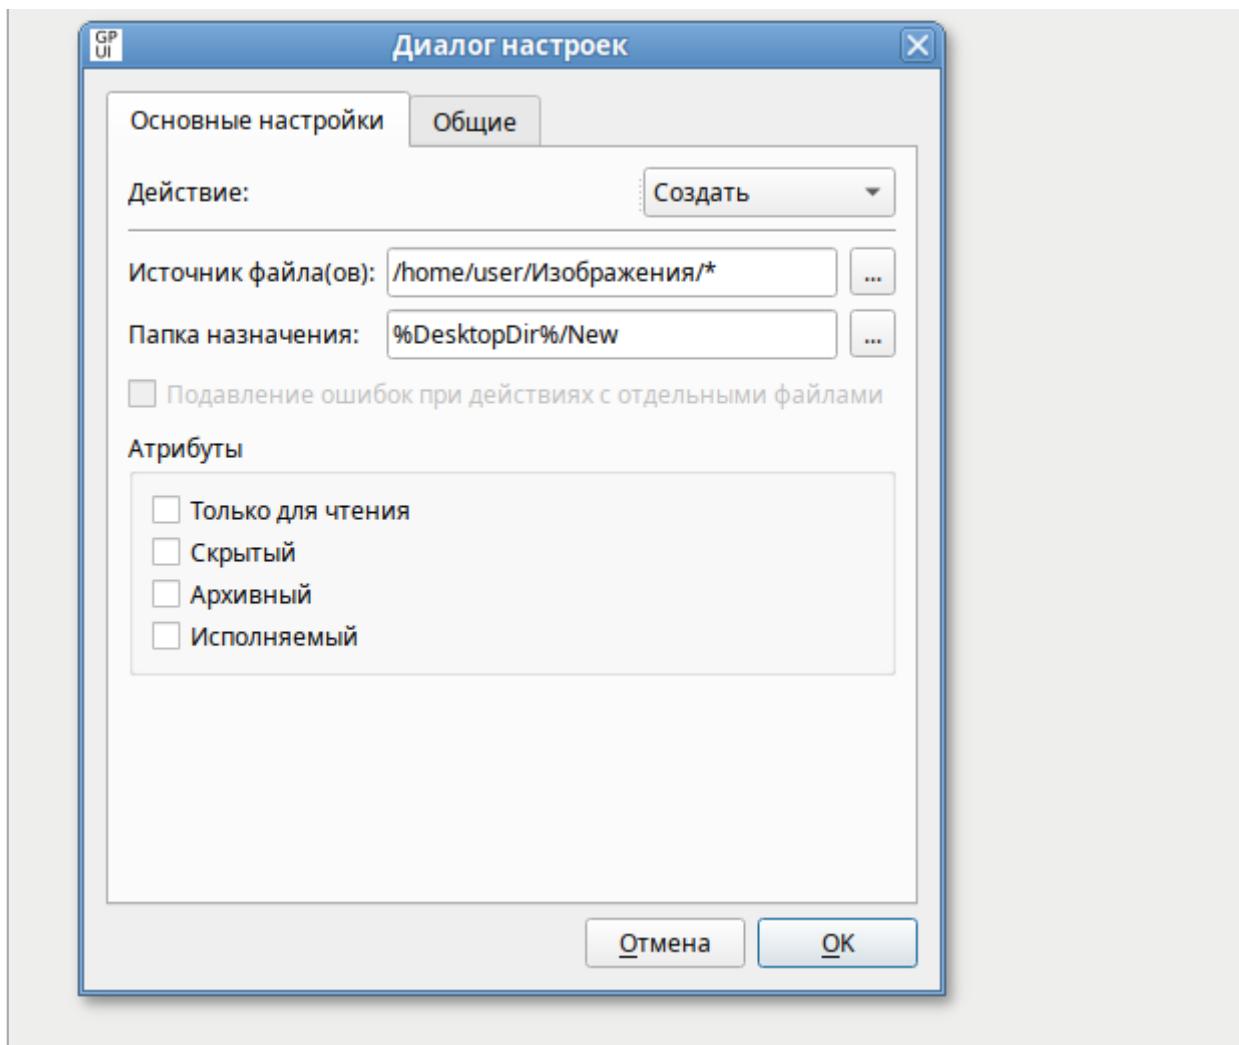 GP
UI
Диалог настроек
Основные настройки Общие
Действие: Создать
Источник файла(ов): /home/user/Изображения/* ...
Папка назначения: %DesktopDir%/New ...
Подавление ошибок при действиях с отдельными файлами
Атрибуты
Только для чтения
Скрытый
Архивный
Исполняемый
Отмена OK